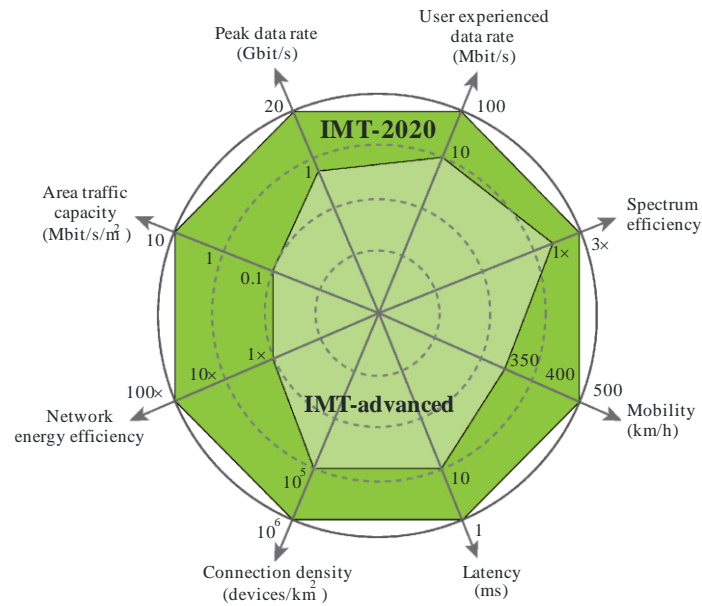 User experienced
data rate
(Mbit/s)
Peak data rate
(Gbit/s)
20
100
IMT-2020
1
10
Area traffic
capacity
(Mbit/s/m²)
Spectrum
efficiency
10
1
0.1
1×
3×
1×
10×
100×
350
400
500
Network
energy efficiency
IMT-advanced
Mobility
(km/h)
10⁵
10
10⁶
1
Connection density
(devices/km²)
Latency
(ms)